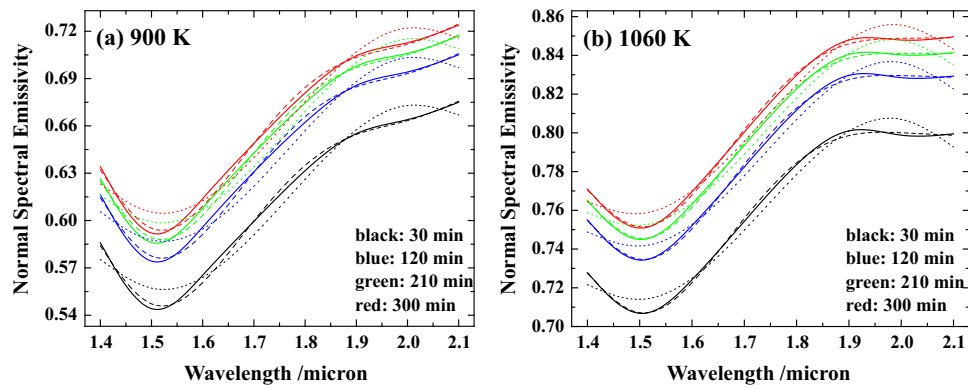 (a) 900 K
0.72
0.69
0.66
0.63
0.60
0.57
0.54
Normal Spectral Emissivity
black: 30 min
blue: 120 min
green: 210 min
red: 300 min
1.4 1.5 1.6 1.7 1.8 1.9 2.0 2.1
Wavelength /micron
(b) 1060 K
0.86
0.84
0.82
0.80
0.78
0.76
0.74
0.72
0.70
Normal Spectral Emissivity
black: 30 min
blue: 120 min
green: 210 min
red: 300 min
1.4 1.5 1.6 1.7 1.8 1.9 2.0 2.1
Wavelength /micron